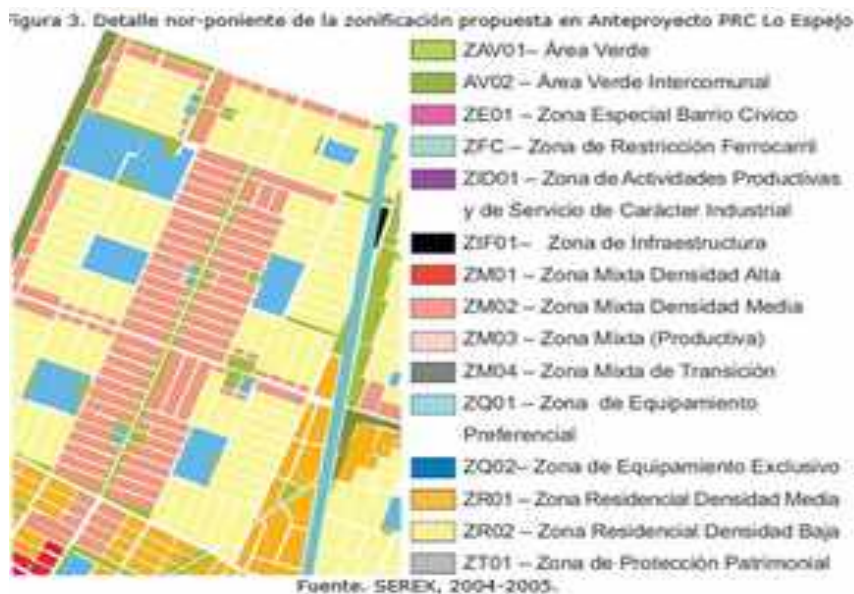 Figura 3. Detalle nor-poniente de la zonificación propuesta en Anteproyecto PRC Lo Espejo
ZAV01– Área Verde
AV02 – Área Verde Intercomunal
ZE01 - Zona Especial Barrio Cívico
ZFC – Zona de Restricción Ferrocarril
ZID01 – Zona de Actividades Productivas
y de Servicio de Carácter Industrial
ZIF01– Zona de Infraestructura
ZM01 – Zona Mixta Densidad Alta
ZM02 – Zona Mixta Densidad Media
ZM03 – Zona Mixta (Productiva)
ZM04 – Zona Mixta de Transición
ZQ01 – Zona de Equipamiento
Preferencial
ZQ02– Zona de Equipamiento Exclusivo
ZR01 – Zona Residencial Densidad Media
ZR02 – Zona Residencial Densidad Baja
ZT01 – Zona de Protección Patrimonial
Fuente. SEREX, 2004-2005.